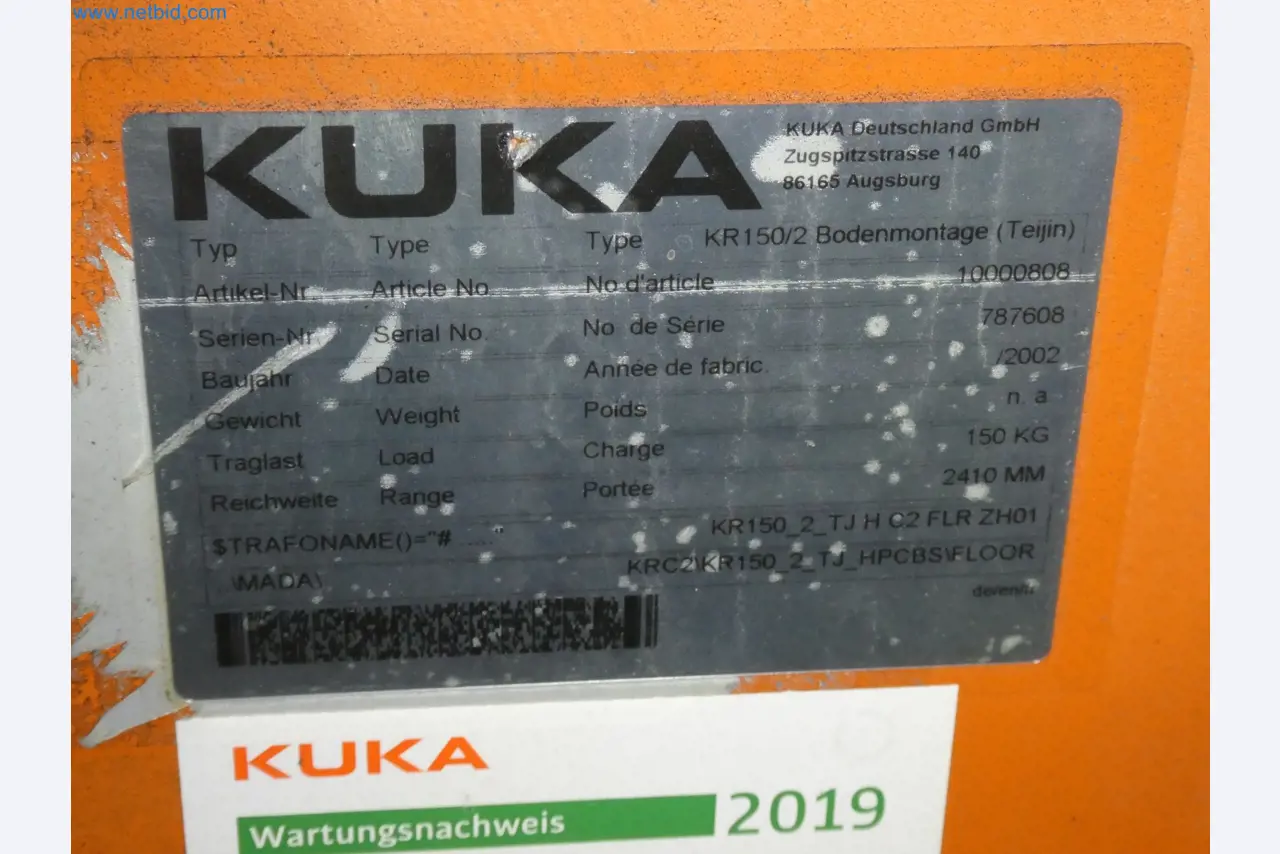 www.netbid.com
KUKA
KUKA Deutschland GmbH
Zugspitzstrasse 140
86165 Augsburg
Typ Type Type KR150/2 Bodenmontage (Teijin)
Artikel-Nr. Article No. No d'article 10000808
Serien-Nr. Serial No. No de Série 787608
Baujahr Date Année de fabric. /2002
Gewicht Weight Poids n. a
Traglast Load Charge 150 KG
Reichweite Range Portée 2410 MM
$TRAFONAME()="# ....." KR150_2_TJ H C2 FLR ZH01
..\MADA\ KRC2\KR150_2_TJ_HPCBS\FLOOR
KUKA
Wartungsnachweis 2019